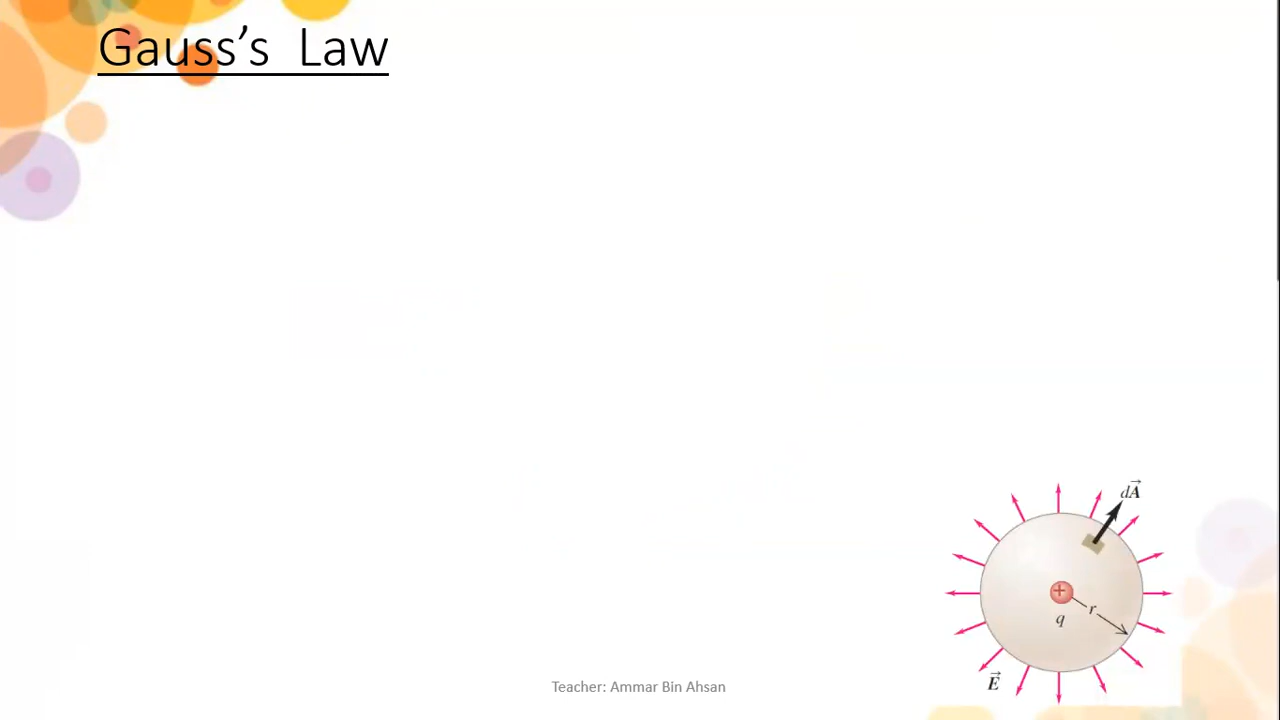 Gauss’s Law
dA⃗
+
r
q
E⃗
Teacher: Ammar Bin Ahsan